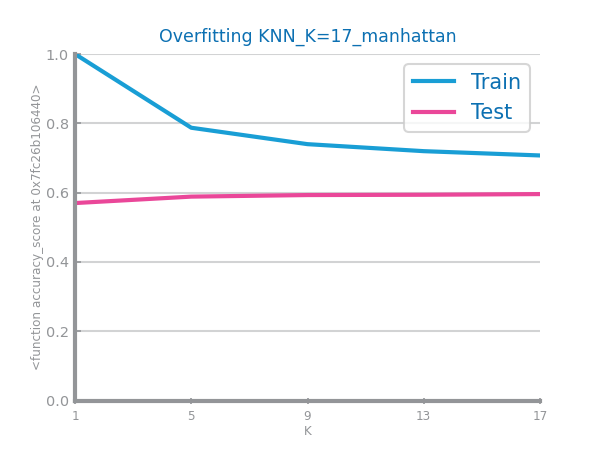 Overfitting KNN_K=17_manhattan
<function accuracy_score at 0x7fc26b106440>
1.0
0.8
0.6
0.4
0.2
0.0
Train
Test
1 5 9 13 17
K